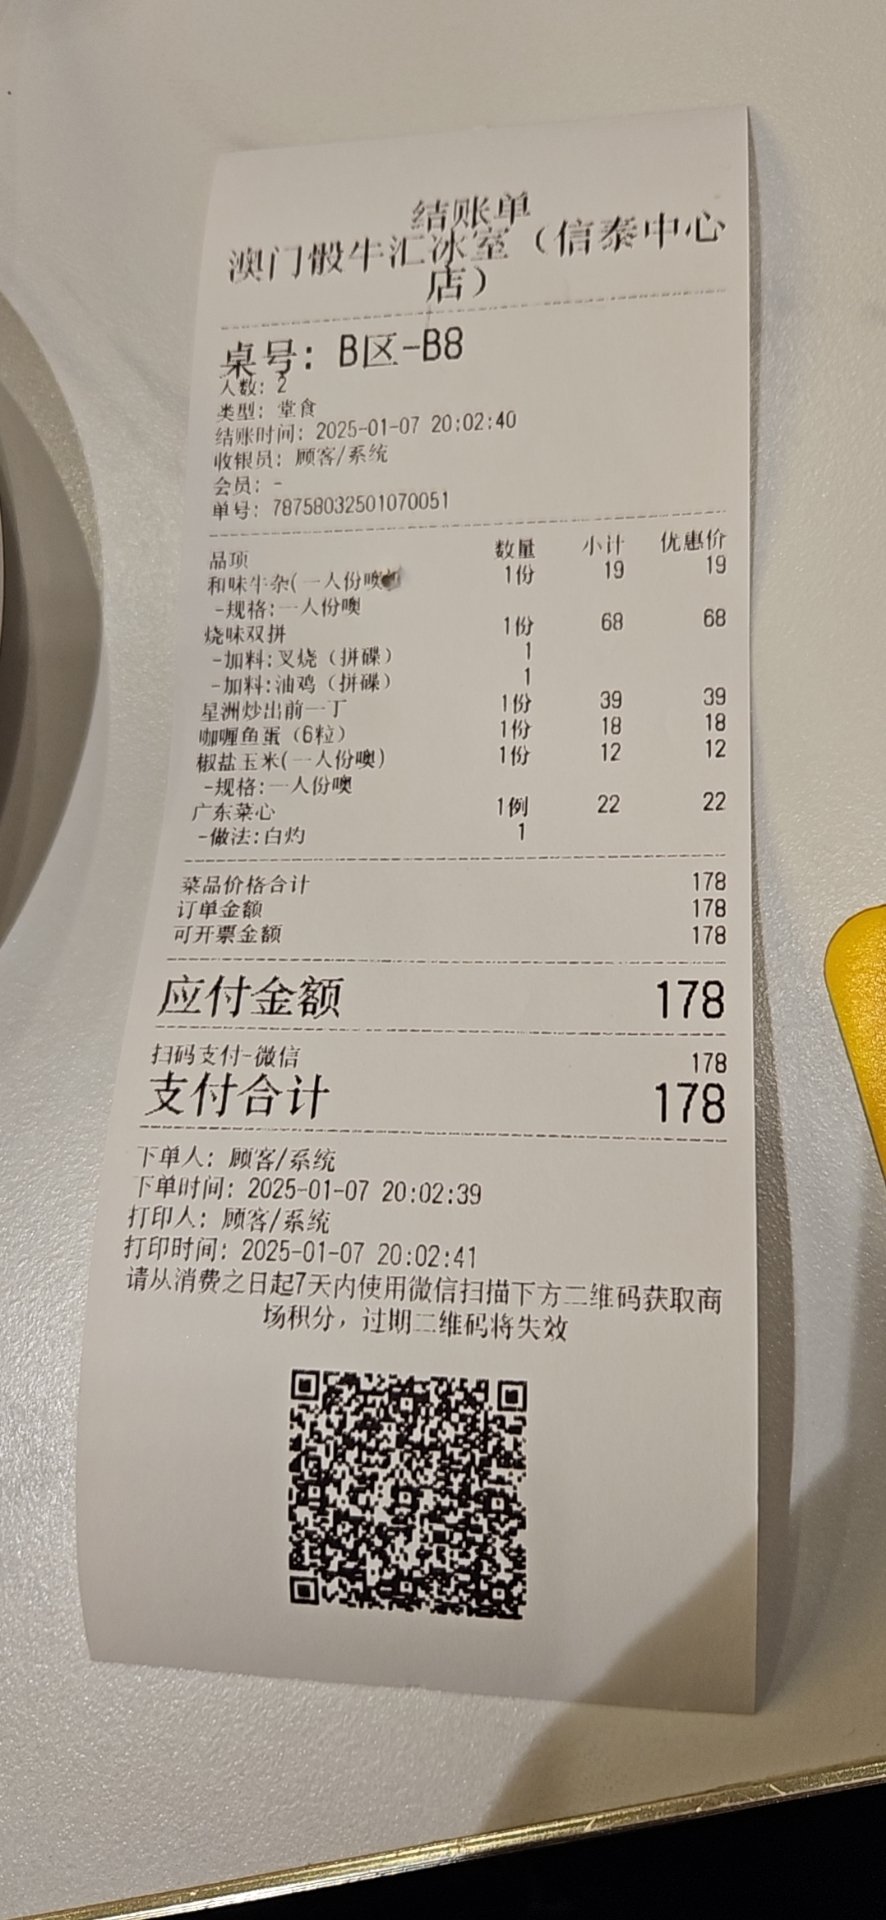 结账单
澳门骰牛汇冰室（信泰中心
店）
桌号：B区-B8
人数：2
类型：堂食
结账时间：2025-01-07 20:02:40
收银员：顾客/系统
会员：-
单号：78758032501070051
品项 数量 小计 优惠价
和味牛杂(一人份噢 1份 19 19
-规格:一人份噢
烧味双拼 1份 68 68
-加料:叉烧（拼碟） 1
-加料:油鸡（拼碟） 1
星洲炒出前一丁 1份 39 39
咖喱鱼蛋（6粒） 1份 18 18
椒盐玉米(一人份噢) 1份 12 12
-规格:一人份噢
广东菜心 1例 22 22
-做法:白灼 1
菜品价格合计 178
订单金额 178
可开票金额 178
应付金额 178
扫码支付-微信 178
支付合计 178
下单人：顾客/系统
下单时间：2025-01-07 20:02:39
打印人：顾客/系统
打印时间：2025-01-07 20:02:41
请从消费之日起7天内使用微信扫描下方二维码获取商
场积分，过期二维码将失效